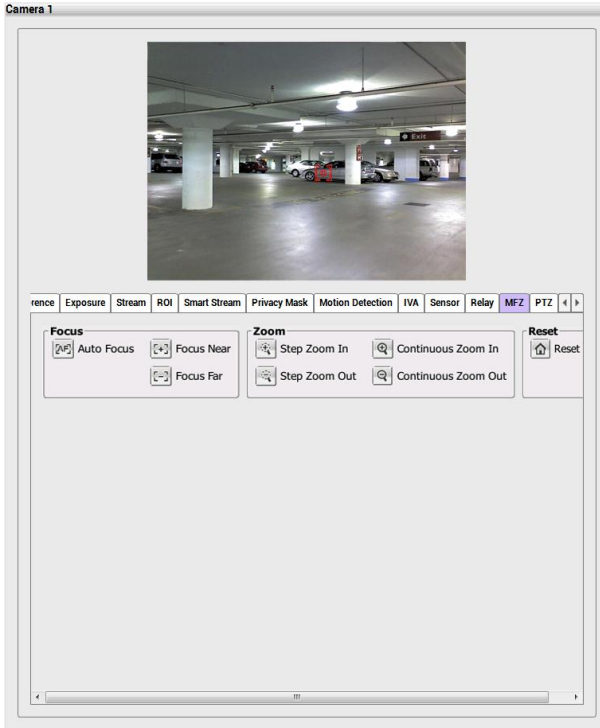 Camera 1
Exit
rence Exposure Stream ROI Smart Stream Privacy Mask Motion Detection IVA Sensor Relay MFZ PTZ
Focus Zoom Reset
[AF] Auto Focus [+] Focus Near Step Zoom In Continuous Zoom In Reset
[-] Focus Far Step Zoom Out Continuous Zoom Out